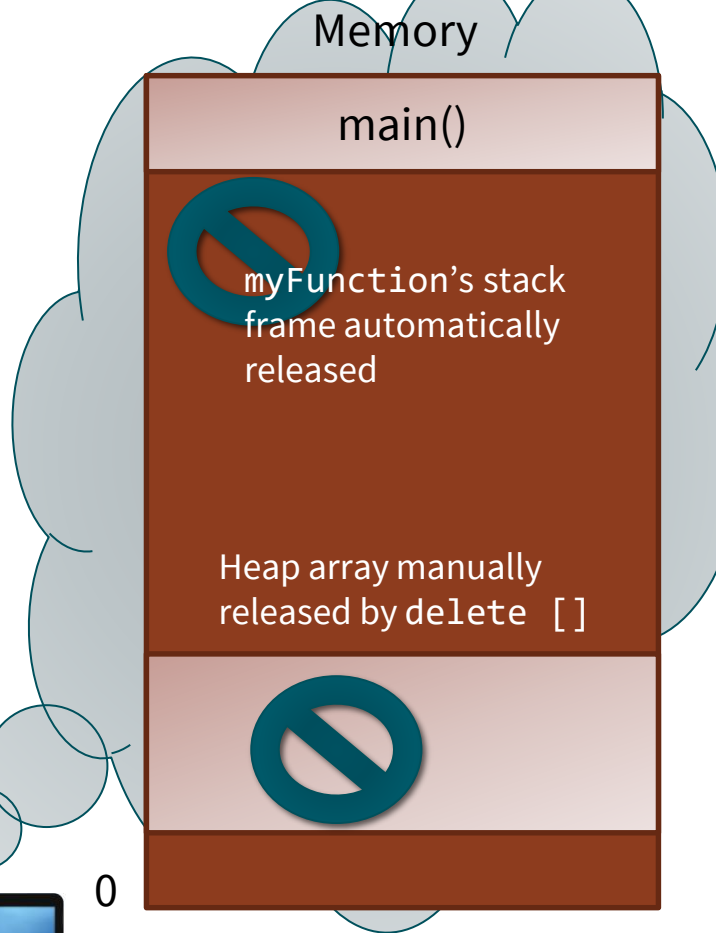 Memory
main()
myFunction’s stack
frame automatically
released
Heap array manually
released by delete []
0